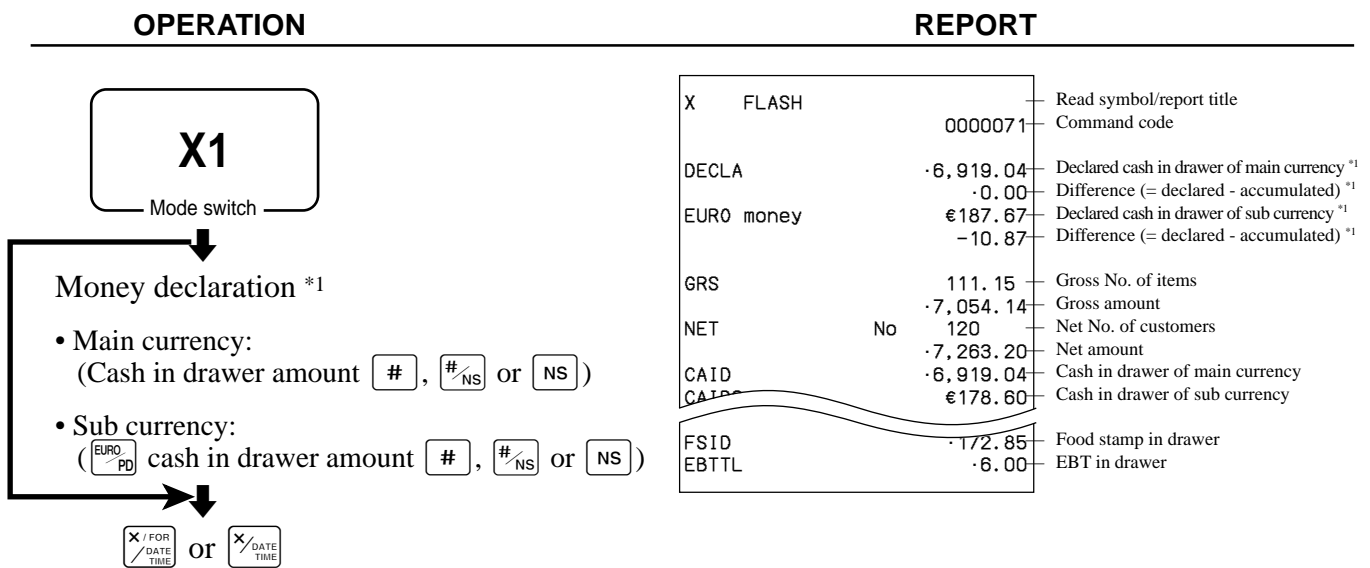 OPERATION
REPORT
X1
Mode switch
Money declaration *1
• Main currency:
(Cash in drawer amount #, #/NS or NS)
• Sub currency:
(EURO/PD cash in drawer amount #, #/NS or NS)
×/FOR/DATE TIME or ×/DATE TIME
X FLASH Read symbol/report title
0000071 Command code
DECLA ·6,919.04 Declared cash in drawer of main currency *1
·0.00 Difference (= declared - accumulated) *1
EURO money €187.67 Declared cash in drawer of sub currency *1
-10.87 Difference (= declared - accumulated) *1
GRS 111.15 Gross No. of items
·7,054.14 Gross amount
NET No 120 Net No. of customers
·7,263.20 Net amount
CAID ·6,919.04 Cash in drawer of main currency
€178.60 Cash in drawer of sub currency
FSID ·172.85 Food stamp in drawer
EBTTL ·6.00 EBT in drawer